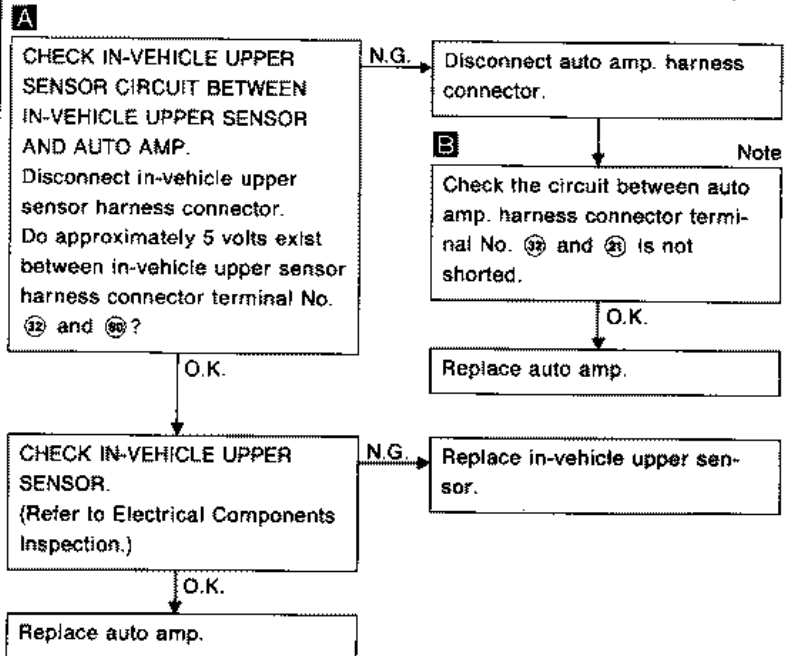 A
CHECK IN-VEHICLE UPPER
SENSOR CIRCUIT BETWEEN
IN-VEHICLE UPPER SENSOR
AND AUTO AMP.
Disconnect in-vehicle upper
sensor harness connector.
Do approximately 5 volts exist
between in-vehicle upper sensor
harness connector terminal No.
㉜ and ?
N.G.
Disconnect auto amp. harness
connector.
B
Note
Check the circuit between auto
amp. harness connector termi-
nal No. ㉜ and ㉑ is not
shorted.
O.K.
Replace auto amp.
O.K.
CHECK IN-VEHICLE UPPER
SENSOR.
(Refer to Electrical Components
Inspection.)
N.G.
Replace in-vehicle upper sen-
sor.
O.K.
Replace auto amp.